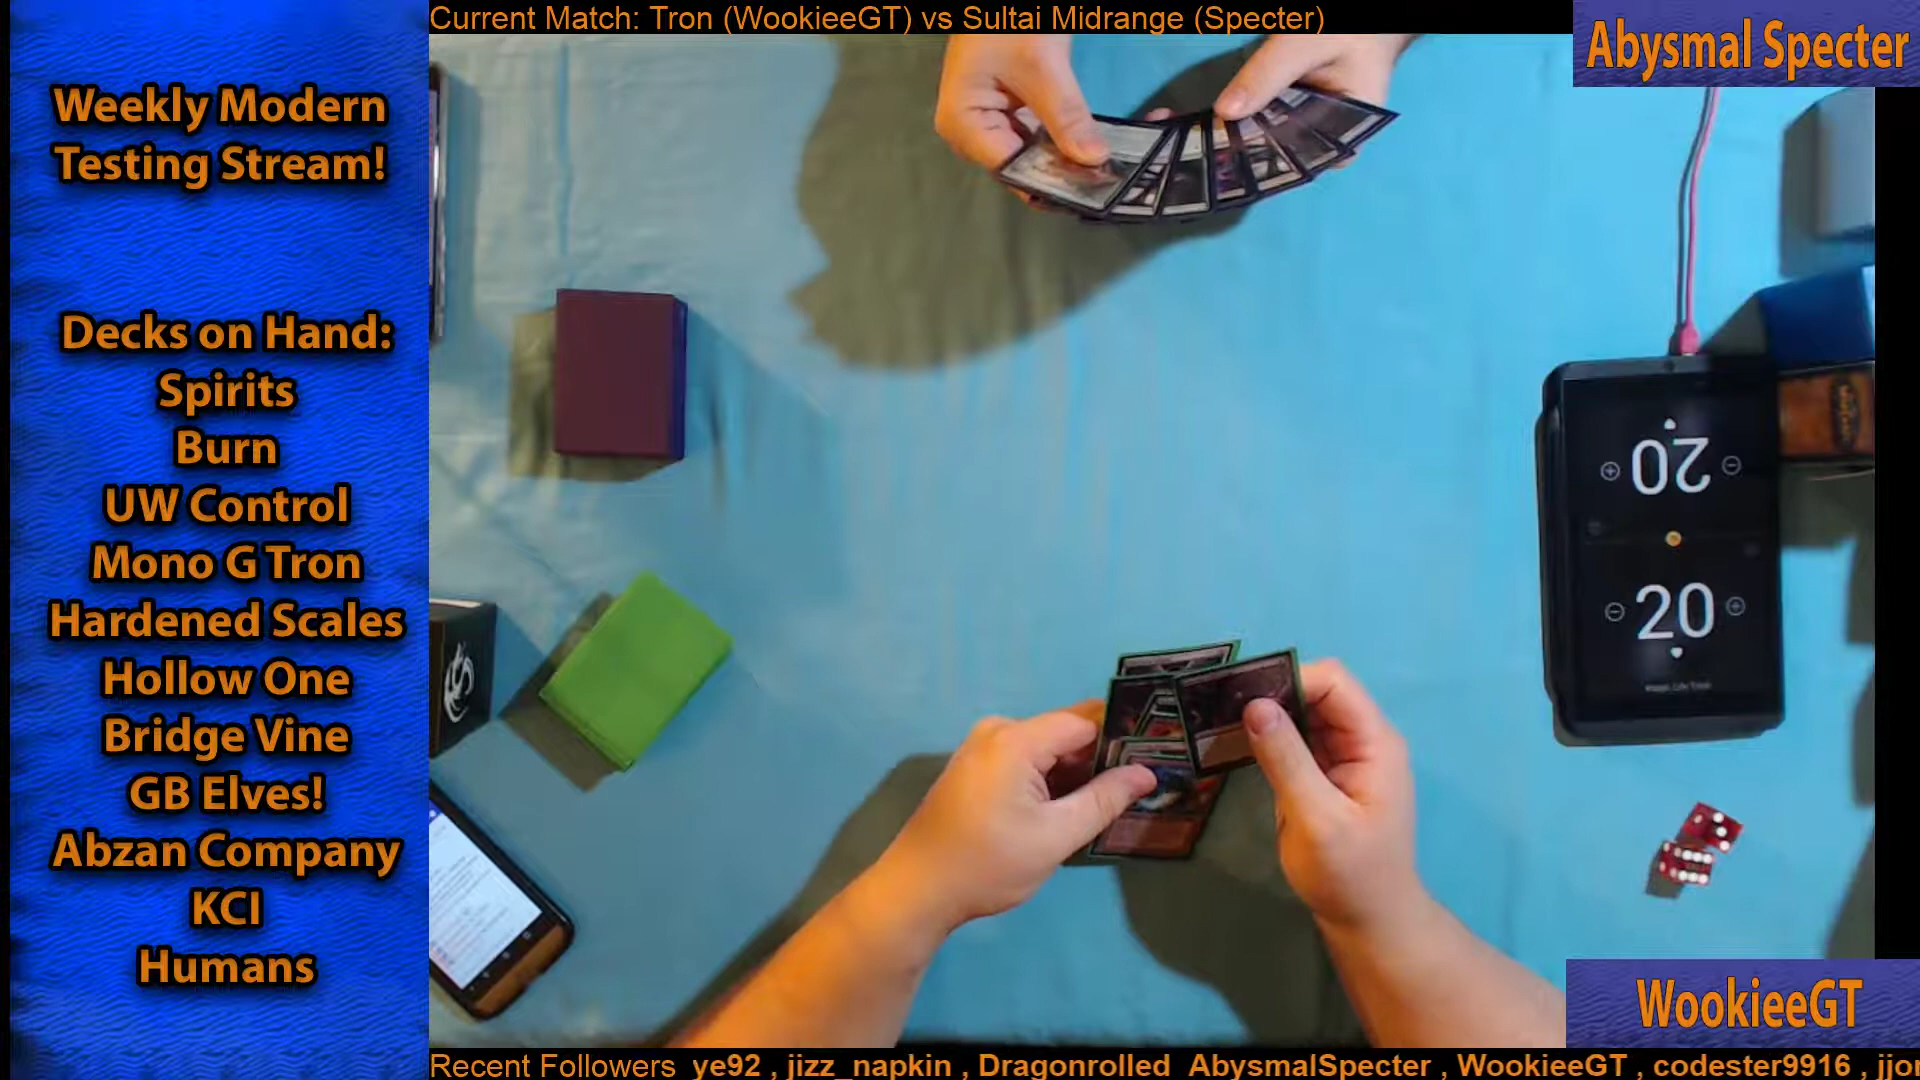 Current Match: Tron (WookieeGT) vs Sultai Midrange (Specter)
Abysmal Specter
Weekly Modern
Testing Stream!
Decks on Hand:
Spirits
Burn
UW Control
Mono G Tron
Hardened Scales
Hollow One
Bridge Vine
GB Elves!
Abzan Company
KCI
Humans
20
20
WookieeGT
Recent Followers ye92 , jizz_napkin , Dragonrolled AbysmalSpecter , WookieeGT , codester9916 , jjor